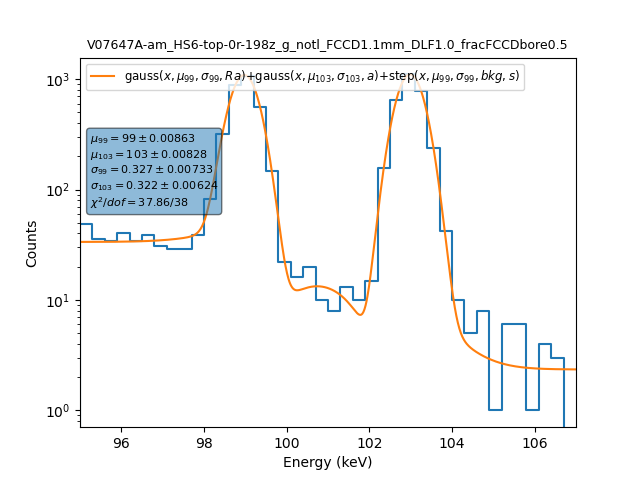 V07647A-am_HS6-top-0r-198z_g_notl_FCCD1.1mm_DLF1.0_fracFCCDbore0.5
gauss(x, μ₉₉, σ₉₉, Ra)+gauss(x, μ₁₀₃, σ₁₀₃, a)+step(x, μ₉₉, σ₉₉, bkg, s)
μ₉₉ = 99 ± 0.00863
μ₁₀₃ = 103 ± 0.00828
σ₉₉ = 0.327 ± 0.00733
σ₁₀₃ = 0.322 ± 0.00624
χ²/dof = 37.86/38
10³
10²
10¹
10⁰
Counts
96 98 100 102 104 106
Energy (keV)